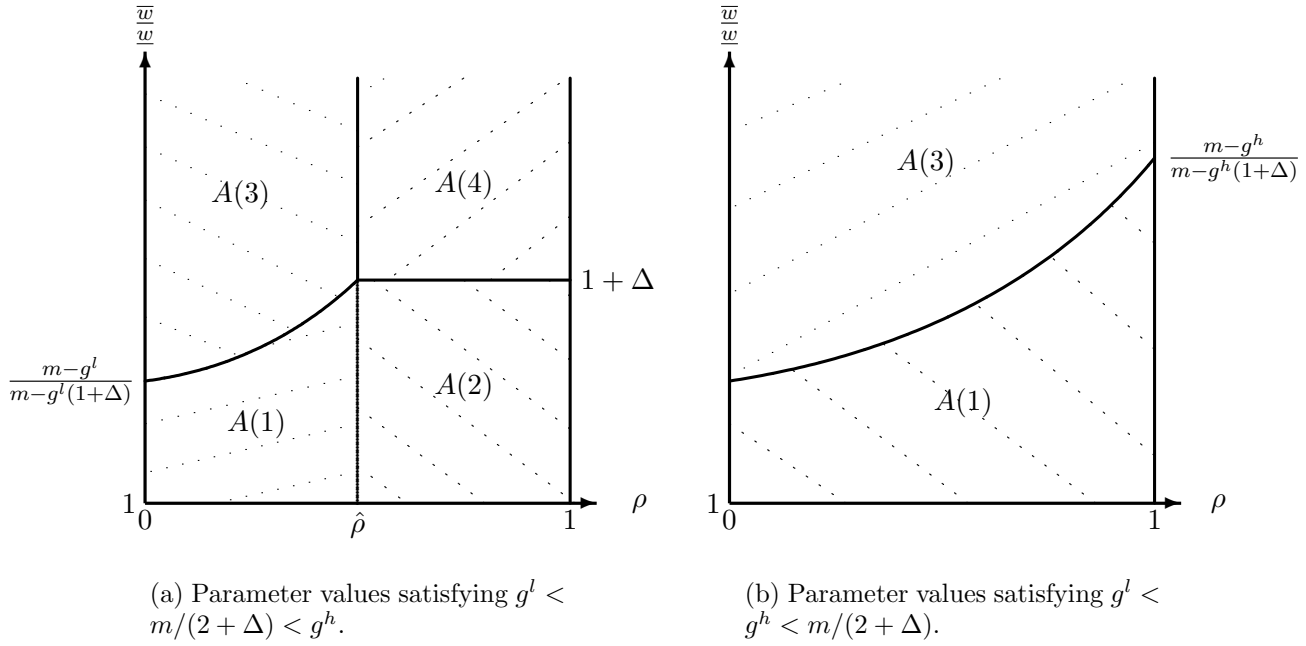 w̅/w̲
A(3)
A(4)
1 + Δ
m−g^l / m−g^l(1+Δ)
A(1)
A(2)
1
0
ρ̂
1
ρ
(a) Parameter values satisfying g^l <
m/(2 + Δ) < g^h.
w̅/w̲
A(3)
m−g^h / m−g^h(1+Δ)
A(1)
1
0
1
ρ
(b) Parameter values satisfying g^l <
g^h < m/(2 + Δ).